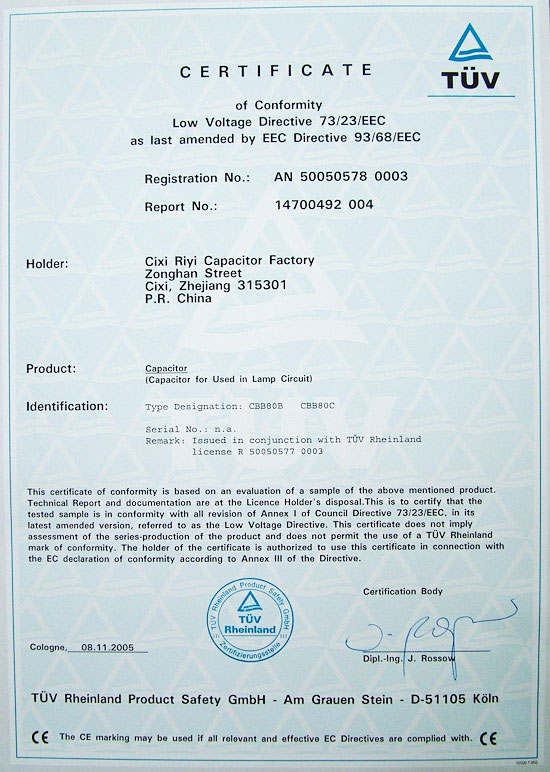 TÜV
CERTIFICATE
of Conformity
Low Voltage Directive 73/23/EEC
as last amended by EEC Directive 93/68/EEC
Registration No.: AN 50050578 0003
Report No.: 14700492 004
Holder: Cixi Riyi Capacitor Factory
Zonghan Street
Cixi, Zhejiang 315301
P.R. China
Product: Capacitor
(Capacitor for Used in Lamp Circuit)
Identification: Type Designation: CBB80B CBB80C
Serial No.: n.a.
Remark: Issued in conjunction with TÜV Rheinland
license R 50050577 0003
This certificate of conformity is based on an evaluation of a sample of the above mentioned product.
Technical Report and documentation are at the Licence Holder's disposal.This is to certify that the
tested sample is in conformity with all revision of Annex I of Council Directive 73/23/EEC, in its
latest amended version, referred to as the Low Voltage Directive. This certificate does not imply
assessment of the series-production of the product and does not permit the use of a TÜV Rheinland
mark of conformity. The holder of the certificate is authorized to use this certificate in connection with
the EC declaration of conformity according to Annex III of the Directive.
TÜV Rheinland Product Safety GmbH
TÜV
Rheinland
Zertifizierungsstelle
Certification Body
Cologne, 08.11.2005
Dipl.-Ing. J. Rossow
TÜV Rheinland Product Safety GmbH - Am Grauen Stein - D-51105 Köln
CE The CE marking may be used if all relevant and effective EC Directives are complied with. CE